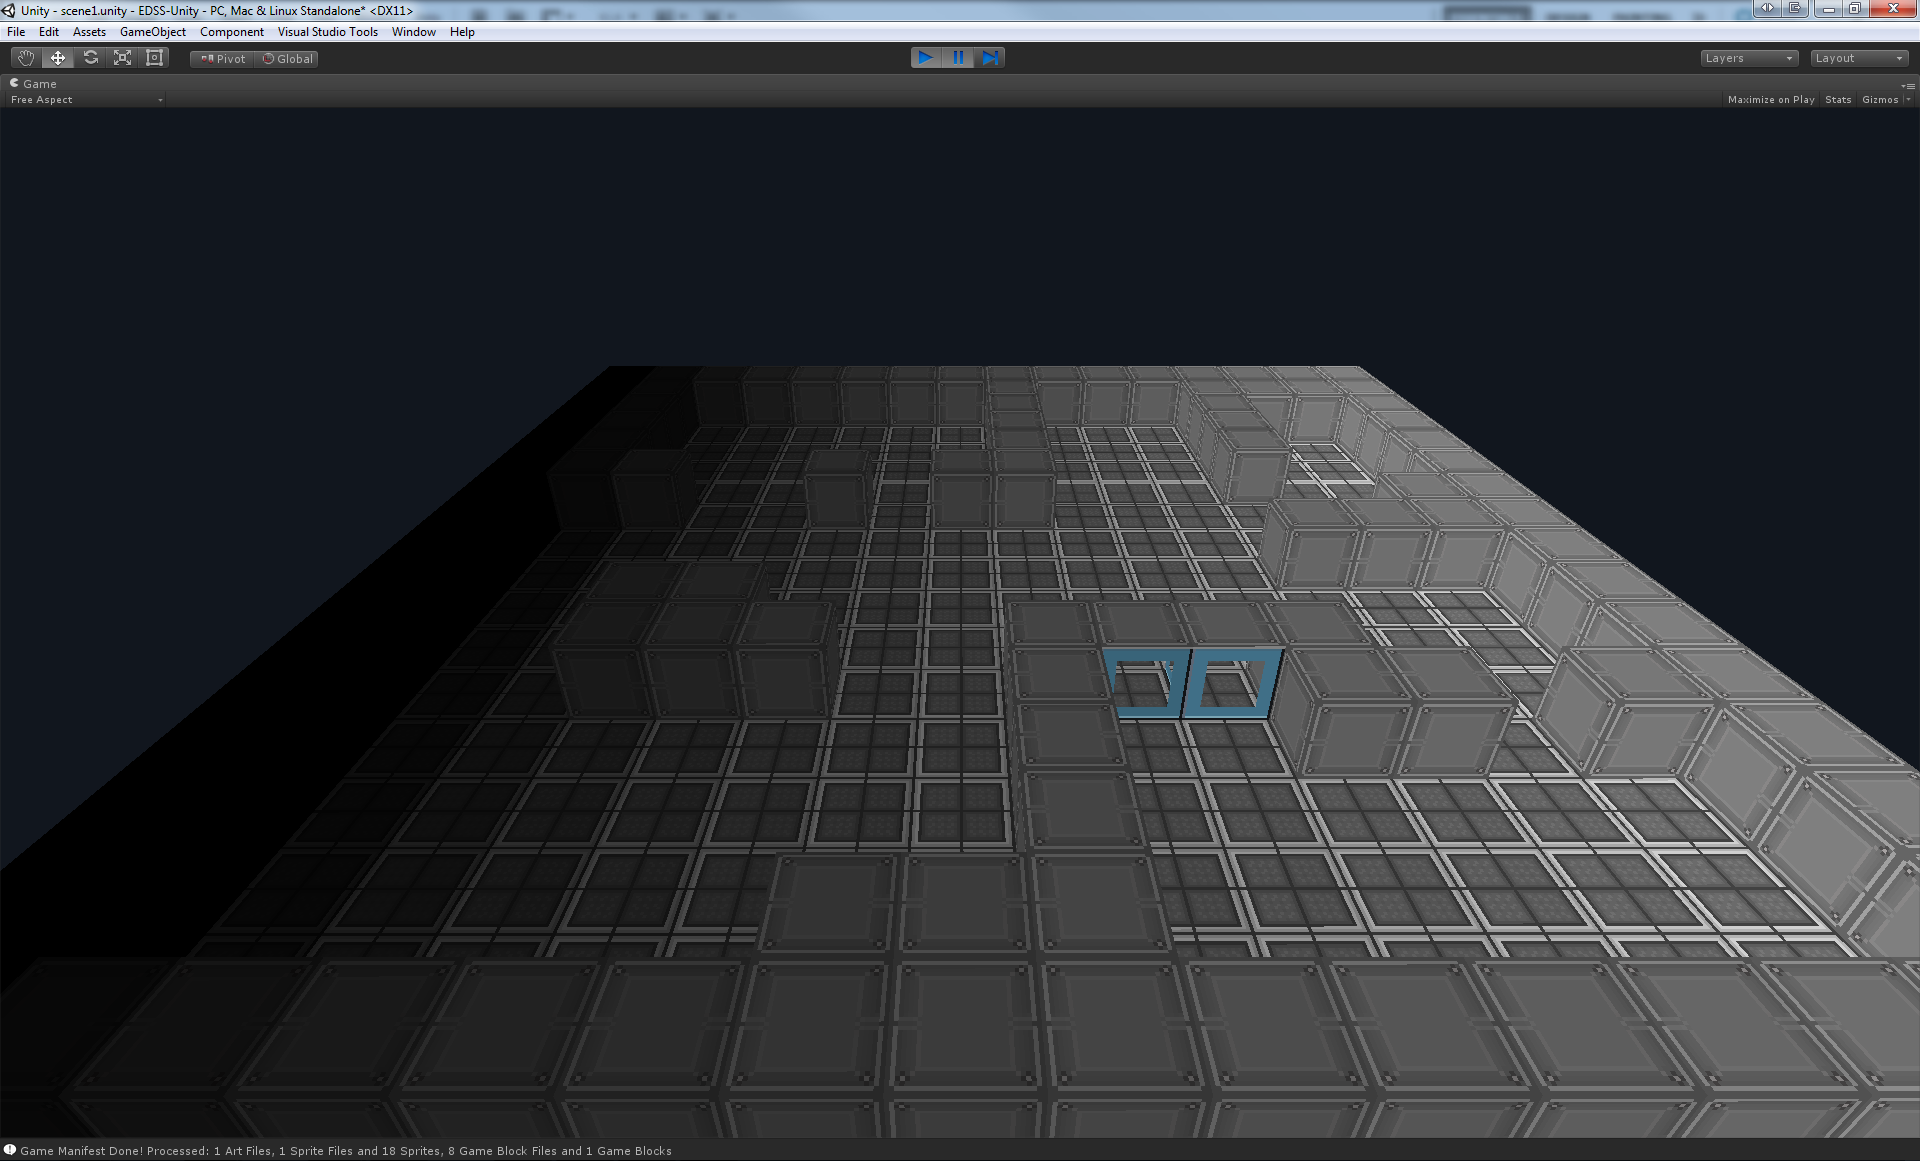 Unity - scene1.unity - EDSS-Unity - PC, Mac & Linux Standalone* <DX11>
File Edit Assets GameObject Component Visual Studio Tools Window Help
Pivot Global Layers Layout
Game
Free Aspect Maximize on Play Stats Gizmos
Game Manifest Done! Processed: 1 Art Files, 1 Sprite Files and 18 Sprites, 8 Game Block Files and 1 Game Blocks